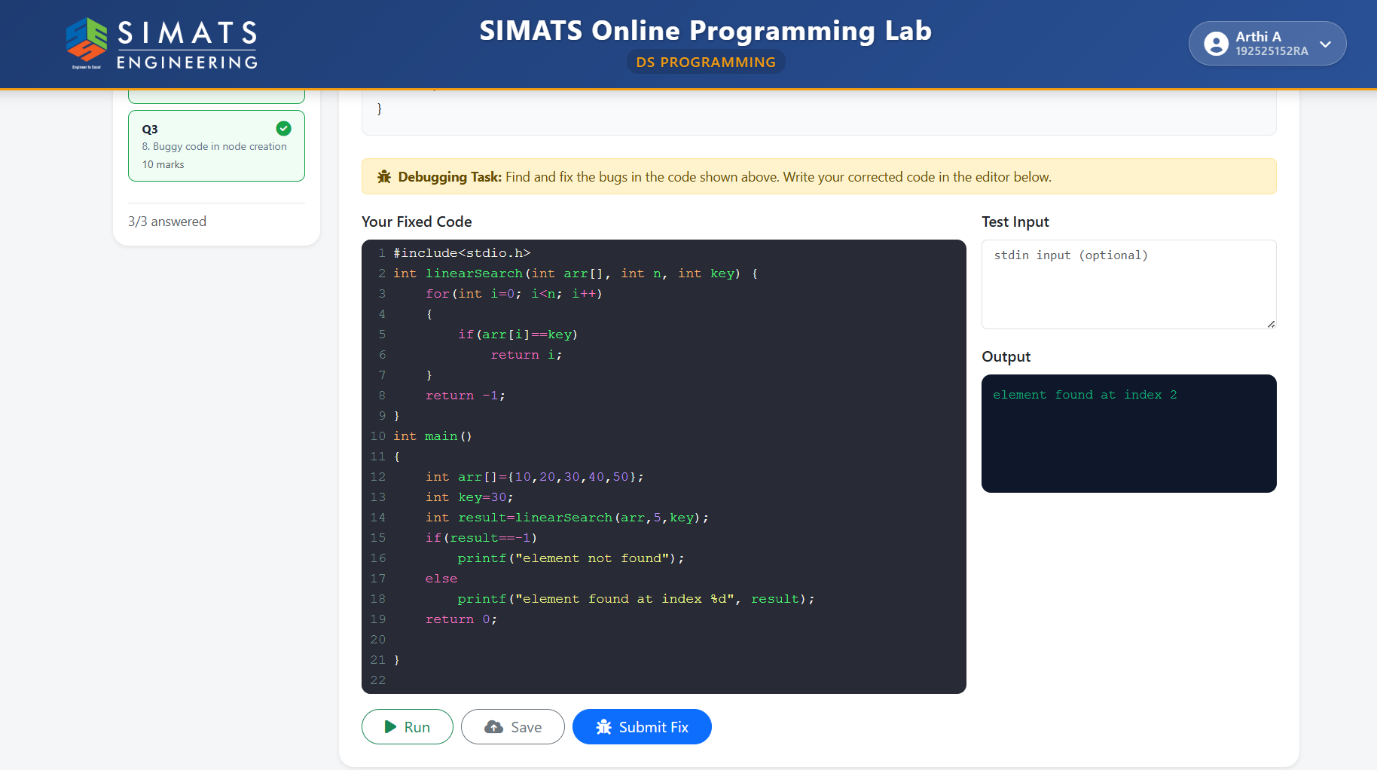 SIMATS
ENGINEERING
Engineer to Excel
SIMATS Online Programming Lab
DS PROGRAMMING
Arthi A
192525152RA
Q3
8. Buggy code in node creation
10 marks
3/3 answered
}
Debugging Task: Find and fix the bugs in the code shown above. Write your corrected code in the editor below.
Your Fixed Code
1 #include<stdio.h>
2 int linearSearch(int arr[], int n, int key) {
3     for(int i=0; i<n; i++)
4     {
5         if(arr[i]==key)
6             return i;
7     }
8     return -1;
9 }
10 int main()
11 {
12     int arr[]={10,20,30,40,50};
13     int key=30;
14     int result=linearSearch(arr,5,key);
15     if(result==-1)
16         printf("element not found");
17     else
18         printf("element found at index %d", result);
19     return 0;
20
21 }
22
Run
Save
Submit Fix
Test Input
stdin input (optional)
Output
element found at index 2